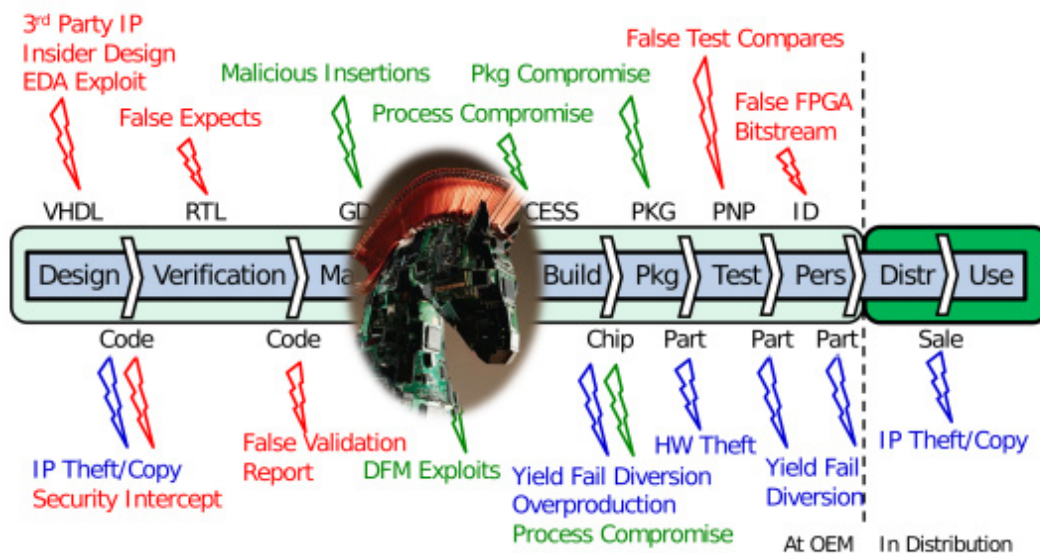 3rd Party IP
Insider Design
EDA Exploit
False Expects
Malicious Insertions
Process Compromise
Pkg Compromise
False Test Compares
False FPGA
Bitstream
VHDL RTL GD CESS PKG PNP ID
Design Verification Ma Build Pkg Test Pers Distr Use
Code Code Chip Part Part Part Sale
IP Theft/Copy
Security Intercept
False Validation
Report
DFM Exploits
Yield Fail Diversion
Overproduction
Process Compromise
HW Theft
Yield Fail
Diversion
IP Theft/Copy
At OEM In Distribution